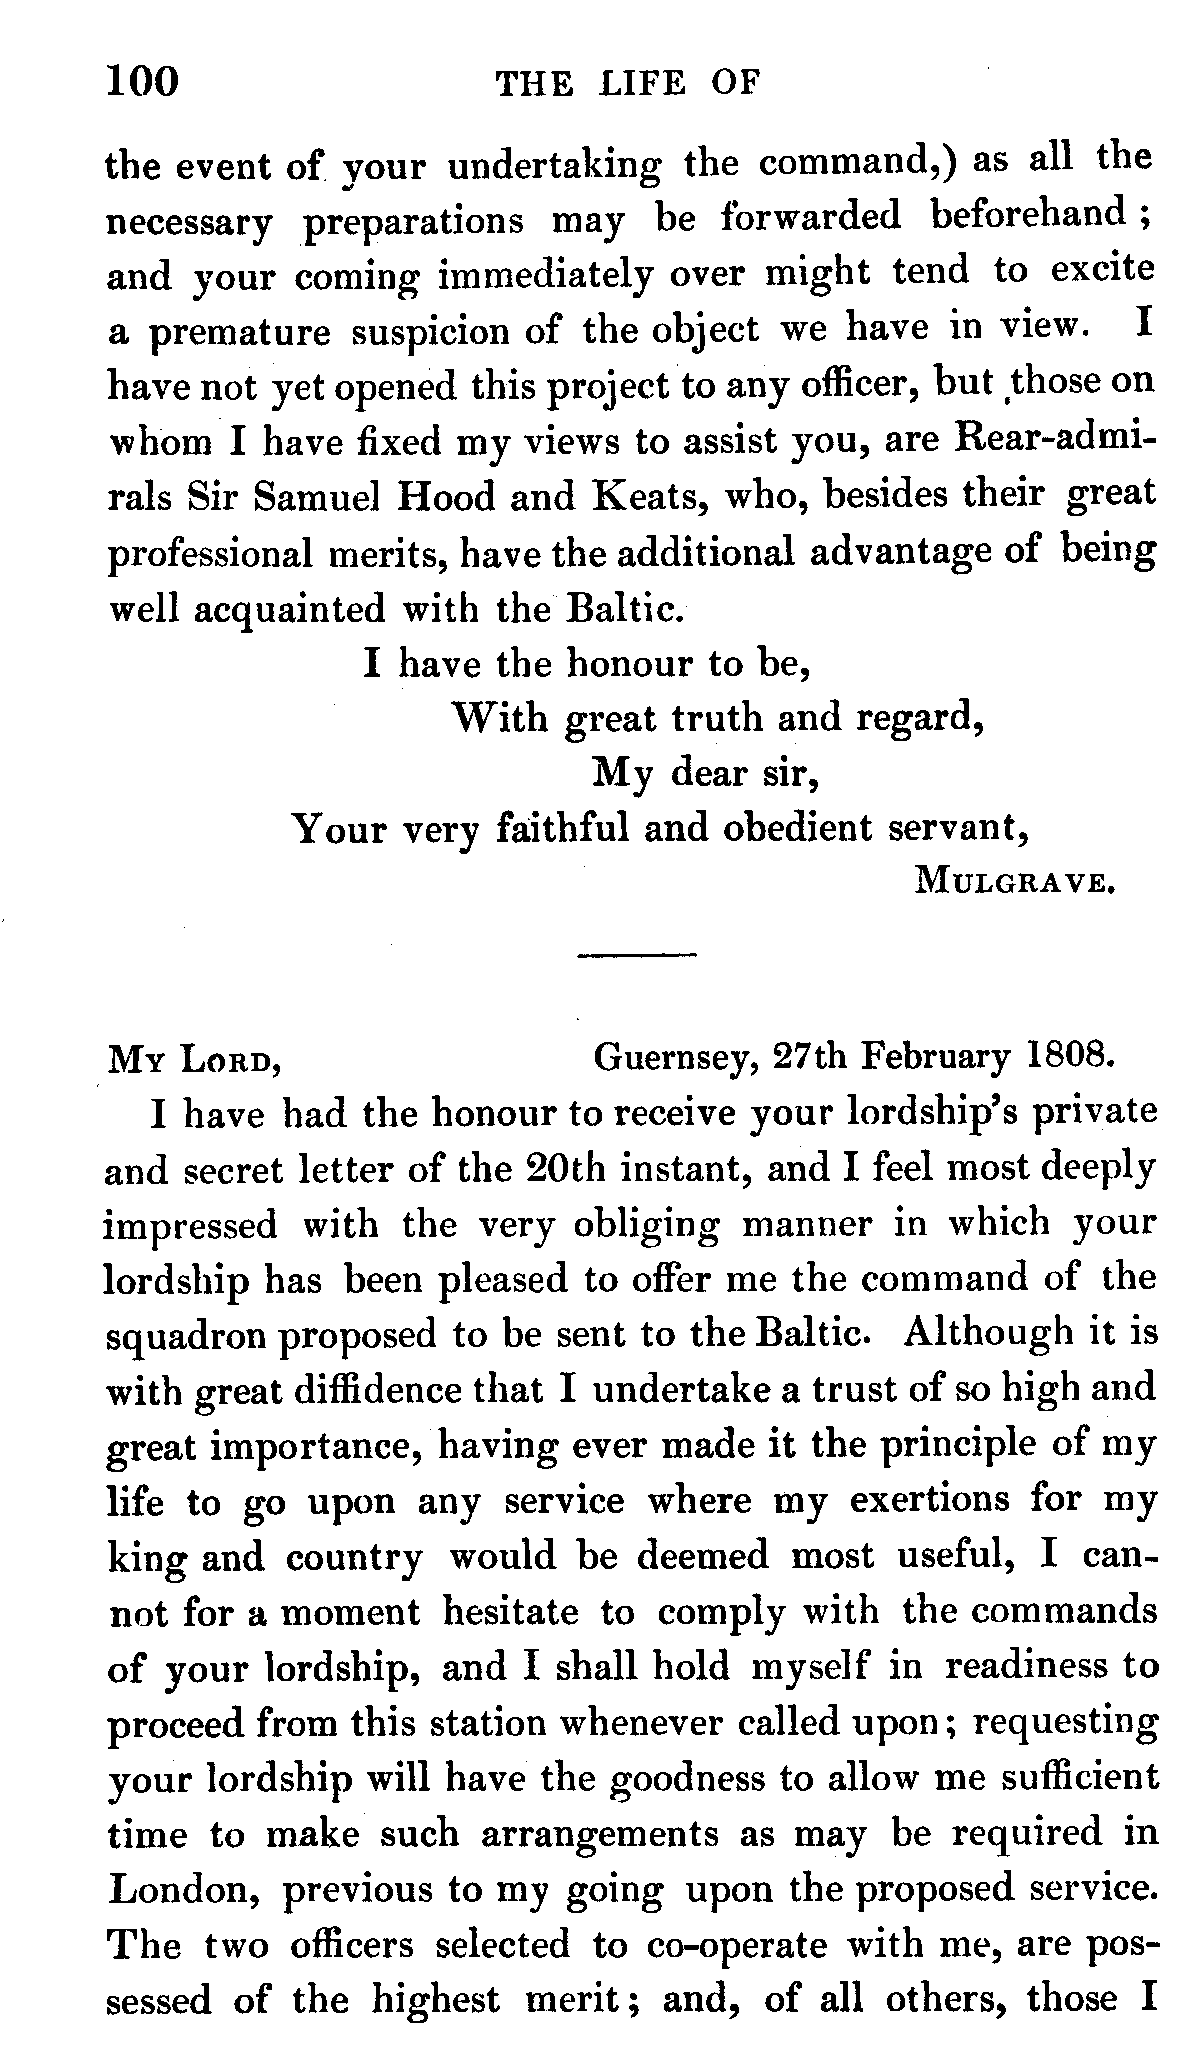 100 THE LIFE OF
the event of your undertaking the command,) as all the
necessary preparations may be forwarded beforehand ;
and your coming immediately over might tend to excite
a premature suspicion of the object we have in view. I
have not yet opened this project to any officer, but those on
whom I have fixed my views to assist you, are Rear-admi-
rals Sir Samuel Hood and Keats, who, besides their great
professional merits, have the additional advantage of being
well acquainted with the Baltic.
I have the honour to be,
With great truth and regard,
My dear sir,
Your very faithful and obedient servant,
MULGRAVE.
MY LORD, Guernsey, 27th February 1808.
I have had the honour to receive your lordship's private
and secret letter of the 20th instant, and I feel most deeply
impressed with the very obliging manner in which your
lordship has been pleased to offer me the command of the
squadron proposed to be sent to the Baltic. Although it is
with great diffidence that I undertake a trust of so high and
great importance, having ever made it the principle of my
life to go upon any service where my exertions for my
king and country would be deemed most useful, I can-
not for a moment hesitate to comply with the commands
of your lordship, and I shall hold myself in readiness to
proceed from this station whenever called upon; requesting
your lordship will have the goodness to allow me sufficient
time to make such arrangements as may be required in
London, previous to my going upon the proposed service.
The two officers selected to co-operate with me, are pos-
sessed of the highest merit; and, of all others, those I